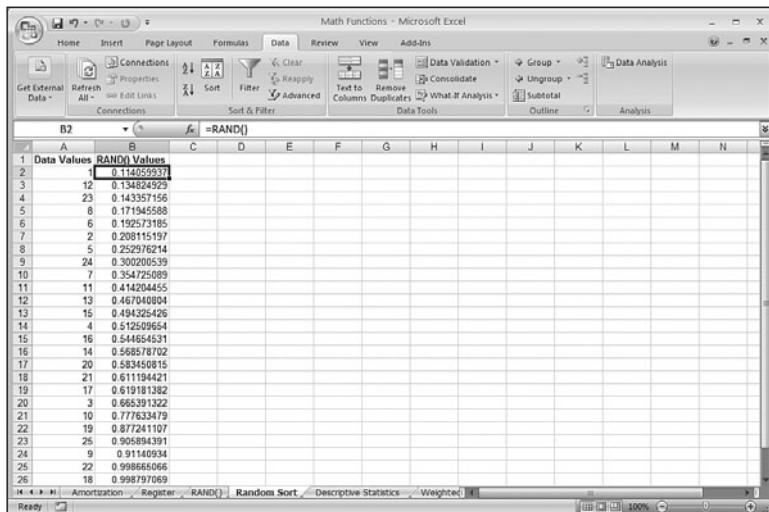 Math Functions - Microsoft Excel
Home Insert Page Layout Formulas Data Review View Add-Ins
Get External Data
Refresh All
Connections
Properties
Edit Links
Connections
Sort
Filter
Clear
Reapply
Advanced
Sort & Filter
Text to Columns
Remove Duplicates
Data Validation
Consolidate
What-If Analysis
Data Tools
Group
Ungroup
Subtotal
Outline
Data Analysis
Analysis
B2 fx =RAND()
A B C D E F G H I J K L M N
1 Data Values RAND() Values
2 1 0.114059937
3 12 0.134824929
4 23 0.143357156
5 8 0.171945588
6 6 0.192573185
7 2 0.208115197
8 5 0.252976214
9 24 0.300200539
10 7 0.354725089
11 11 0.414204455
12 13 0.467040804
13 15 0.494325426
14 4 0.512509654
15 16 0.544654531
16 14 0.568578702
17 20 0.583450815
18 21 0.611194421
19 17 0.619181382
20 3 0.665391322
21 10 0.777633479
22 19 0.877241107
23 25 0.905894391
24 9 0.91140934
25 22 0.998665066
26 18 0.998797069
Amortization Register RAND() Random Sort Descriptive Statistics Weighted
Ready 100%